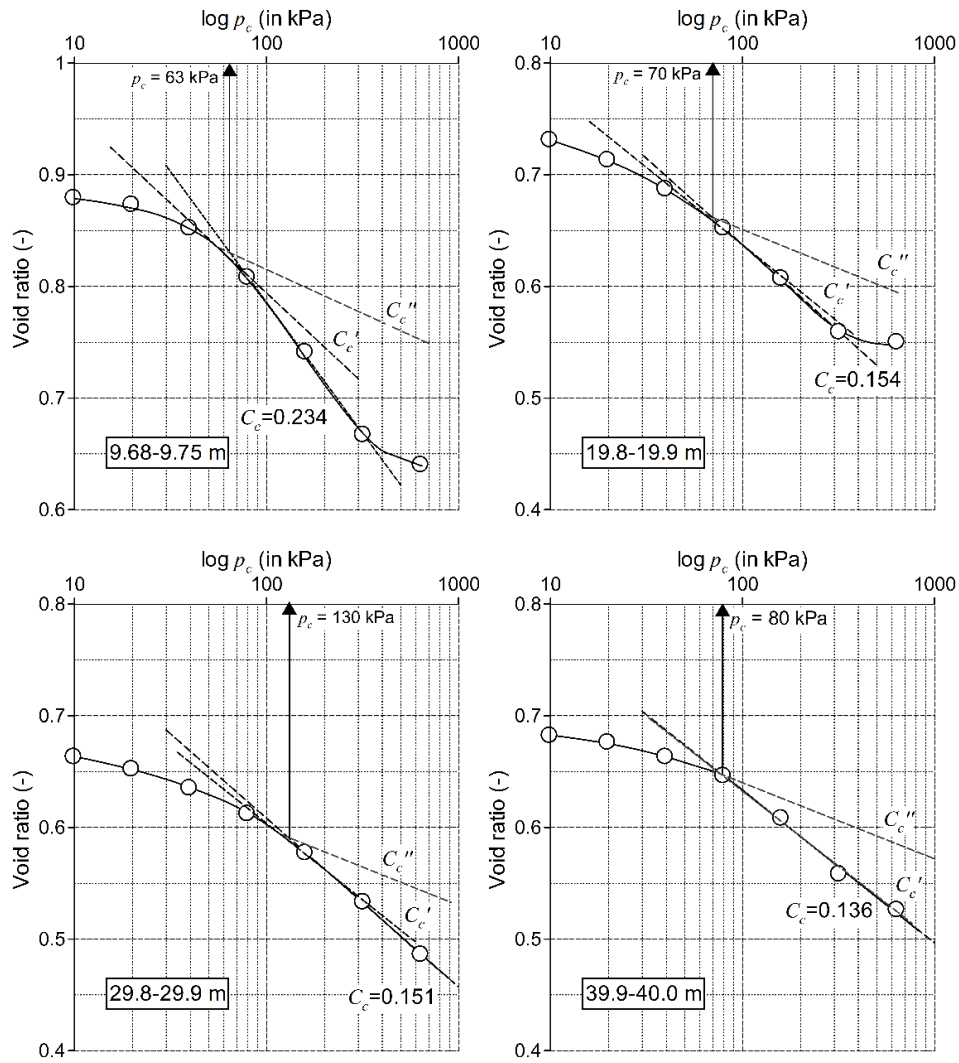 log p_c (in kPa)
10 100 1000
p_c = 63 kPa
1
0.9
0.8
0.7
0.6
Void ratio (-)
C_c''
C_c'
C_c=0.234
9.68-9.75 m
log p_c (in kPa)
10 100 1000
p_c = 70 kPa
0.8
0.7
0.6
0.5
0.4
Void ratio (-)
C_c''
C_c'
C_c=0.154
19.8-19.9 m
log p_c (in kPa)
10 100 1000
p_c = 130 kPa
0.8
0.7
0.6
0.5
0.4
Void ratio (-)
C_c''
C_c'
C_c=0.151
29.8-29.9 m
log p_c (in kPa)
10 100 1000
p_c = 80 kPa
0.8
0.7
0.6
0.5
0.4
Void ratio (-)
C_c''
C_c'
C_c=0.136
39.9-40.0 m